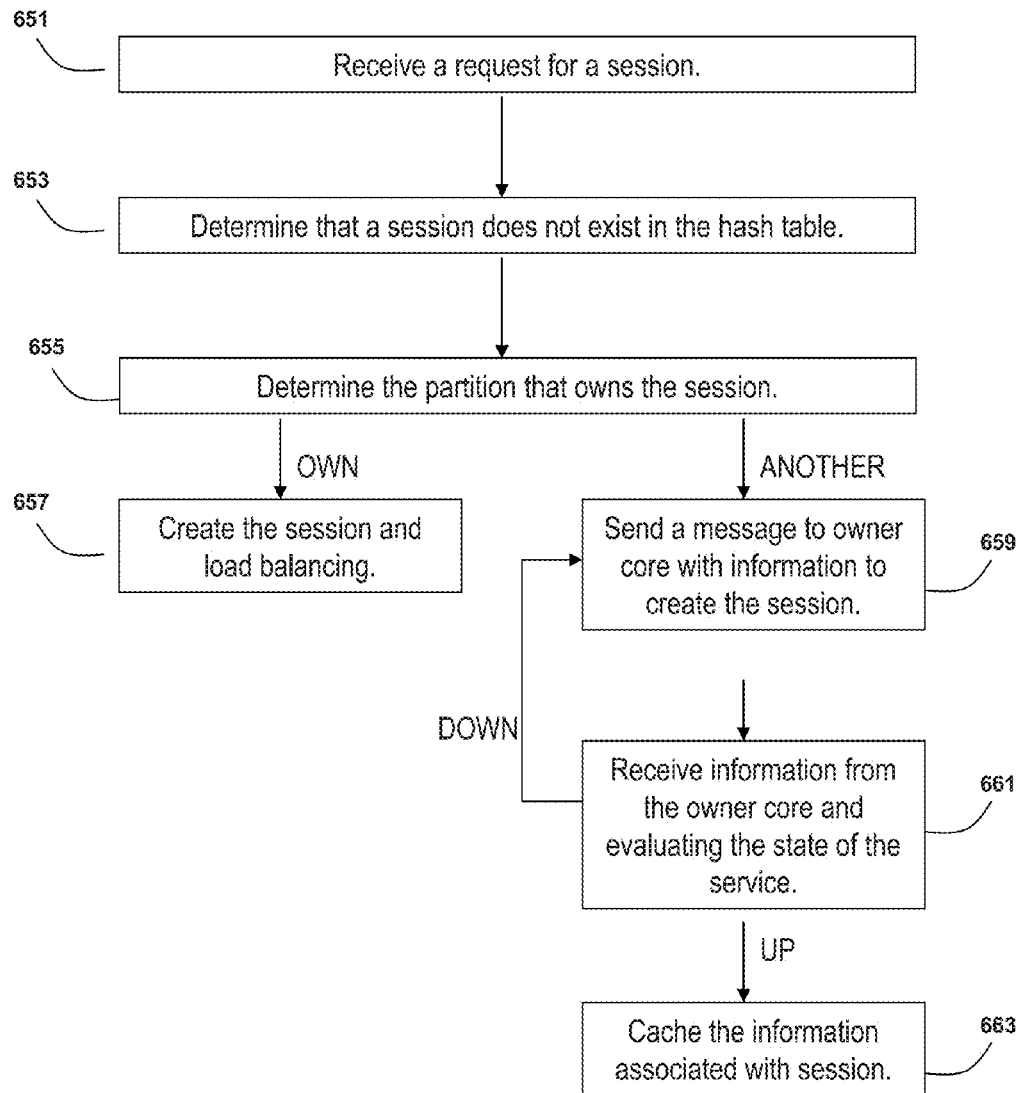 651
Receive a request for a session.
653
Determine that a session does not exist in the hash table.
655
Determine the partition that owns the session.
OWN
ANOTHER
657
Create the session and
load balancing.
Send a message to owner
core with information to
create the session.
659
DOWN
Receive information from
the owner core and
evaluating the state of the
service.
661
UP
Cache the information
associated with session.
663